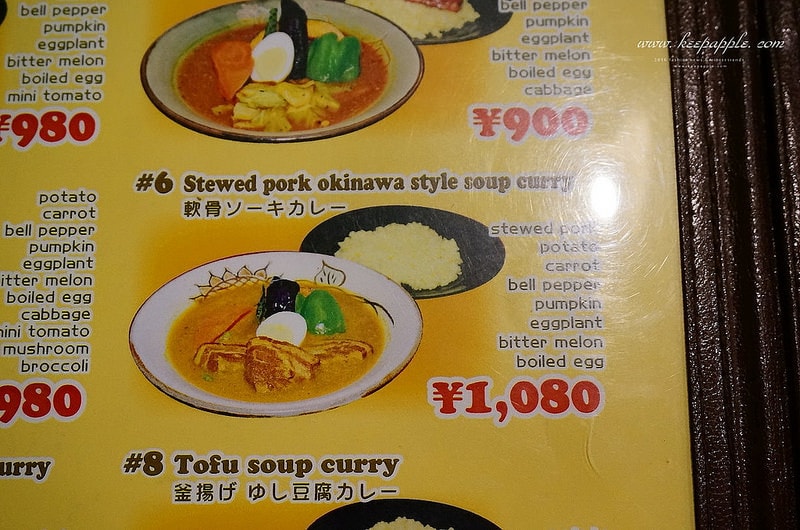 bell pepper
pumpkin
eggplant
bitter melon
boiled egg
mini tomato
¥980
bell pepper
pumpkin
eggplant
bitter melon
boiled egg
cabbage
¥900
www.keepapple.com
#6 Stewed pork okinawa style soup curry
軟骨ソーキカレー
potato
carrot
bell pepper
pumpkin
eggplant
bitter melon
boiled egg
cabbage
mini tomato
mushroom
broccoli
980
stewed pork
potato
carrot
bell pepper
pumpkin
eggplant
bitter melon
boiled egg
¥1,080
urry
#8 Tofu soup curry
釜揚げ ゆし豆腐カレー